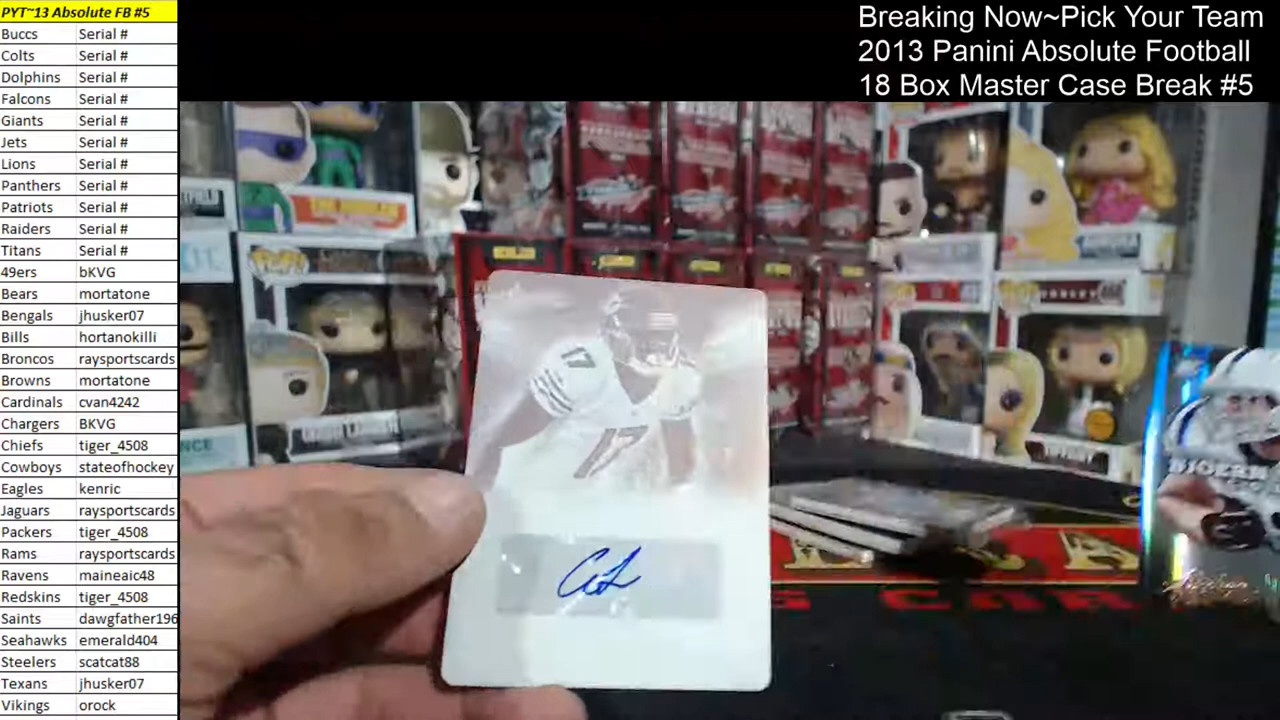 PYT~13 Absolute FB #5
Buccs Serial #
Colts Serial #
Dolphins Serial #
Falcons Serial #
Giants Serial #
Jets Serial #
Lions Serial #
Panthers Serial #
Patriots Serial #
Raiders Serial #
Titans Serial #
49ers bKVG
Bears mortatone
Bengals jhusker07
Bills hortanokilli
Broncos raysportscards
Browns mortatone
Cardinals cvan4242
Chargers BKVG
Chiefs tiger_4508
Cowboys stateofhockey
Eagles kenric
Jaguars raysportscards
Packers tiger_4508
Rams raysportscards
Ravens maineaic48
Redskins tiger_4508
Saints dawgfather196
Seahawks emerald404
Steelers scatcat88
Texans jhusker07
Vikings orock
Breaking Now~Pick Your Team
2013 Panini Absolute Football
18 Box Master Case Break #5
17
17